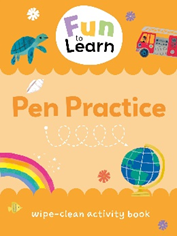 Fun
to
Learn
Pen Practice
wipe-clean activity book